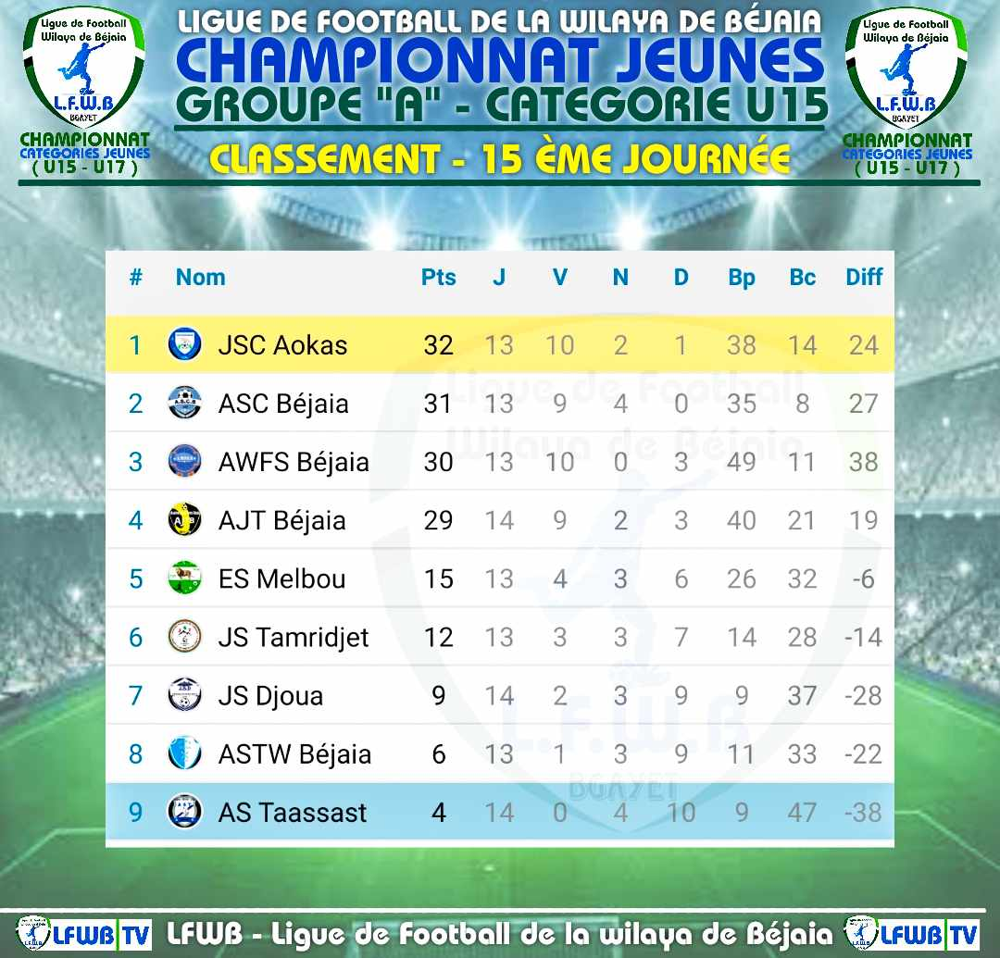 LIGUE DE FOOTBALL DE LA WILAYA DE BÉJAIA
CHAMPIONNAT JEUNES
GROUPE "A" - CATEGORIE U15
CLASSEMENT - 15 ÈME JOURNÉE
Ligue de Football
Wilaya de Béjaia
L.F.W.B
BGAYET
CHAMPIONNAT
CATEGORIES JEUNES
( U15 - U17 )
Ligue de Football
Wilaya de Béjaia
L.F.W.B
BGAYET
CHAMPIONNAT
CATEGORIES JEUNES
( U15 - U17 )
# Nom Pts J V N D Bp Bc Diff
1 JSC Aokas 32 13 10 2 1 38 14 24
2 ASC Béjaia 31 13 9 4 0 35 8 27
3 AWFS Béjaia 30 13 10 0 3 49 11 38
4 AJT Béjaia 29 14 9 2 3 40 21 19
5 ES Melbou 15 13 4 3 6 26 32 -6
6 JS Tamridjet 12 13 3 3 7 14 28 -14
7 JS Djoua 9 14 2 3 9 9 37 -28
8 ASTW Béjaia 6 13 1 3 9 11 33 -22
9 AS Taassast 4 14 0 4 10 9 47 -38
Ligue de Football
Wilaya de Béjaia
L.F.W.B
BGAYET
LFWB TV LFWB - Ligue de Football de la wilaya de Béjaia LFWB TV